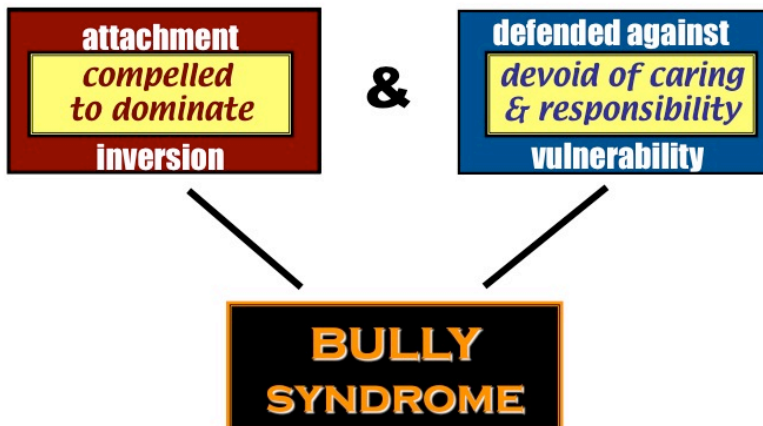 attachment
compelled
to dominate
inversion
&
defended against
devoid of caring
& responsibility
vulnerability
BULLY
SYNDROME